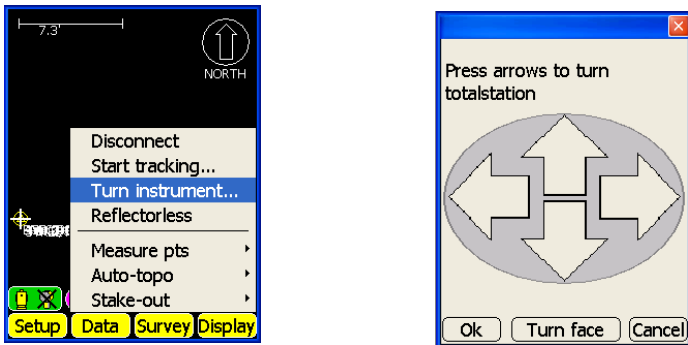 7.3'
NORTH
Disconnect
Start tracking...
Turn instrument...
Reflectorless
Measure pts
Auto-topo
Stake-out
Setup Data Survey Display
Press arrows to turn
totalstation
Ok Turn face Cancel